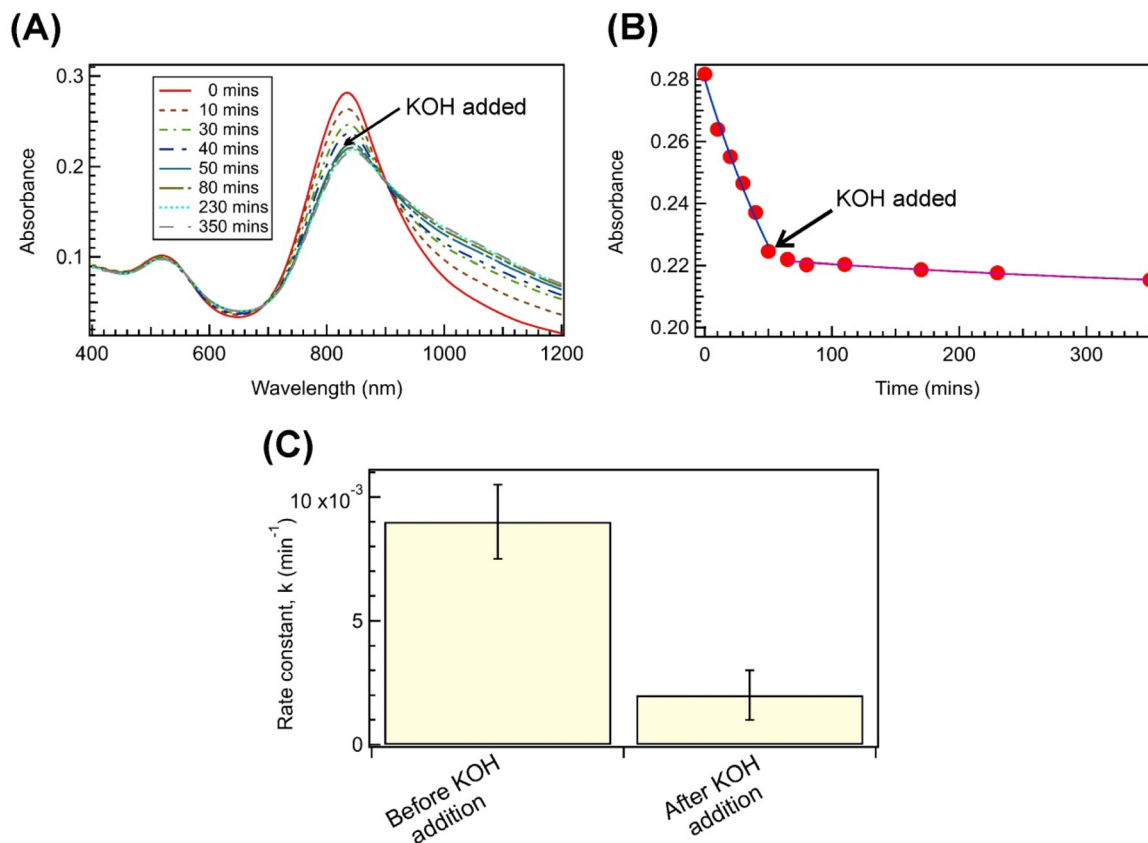 (A)
Absorbance
0.3
0.2
0.1
0 mins
10 mins
30 mins
40 mins
50 mins
80 mins
230 mins
350 mins
KOH added
400 600 800 1000 1200
Wavelength (nm)
(B)
Absorbance
0.28
0.26
0.24
0.22
0.20
KOH added
0 100 200 300
Time (mins)
(C)
Rate constant, k (min⁻¹)
10 x10⁻³
5
0
Before KOH
addition
After KOH
addition